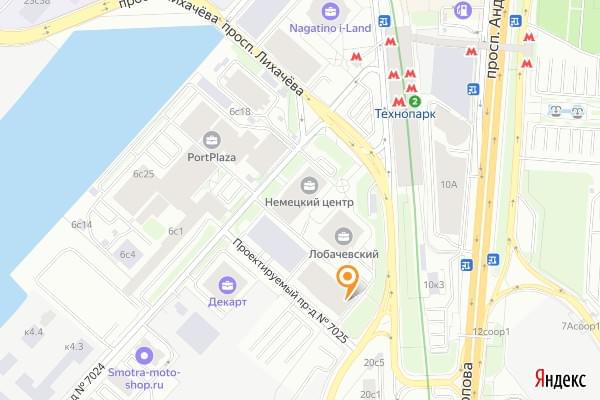 23с38
просп. Лихачёва
просп. Лихачёва
Nagatino i-Land
просп. Анд
Технопарк
2
6с18
PortPlaza
6с25
10А
Немецкий центр
6с14
6с1
6с4
Лобачевский
Проектируемый пр-д № 7025
Декарт
10к3
к4.4
к4.3
12соор1
7Асоор1
д № 7024
Smotra-moto-
shop.ru
20с5
20с1
опова
Яндекс